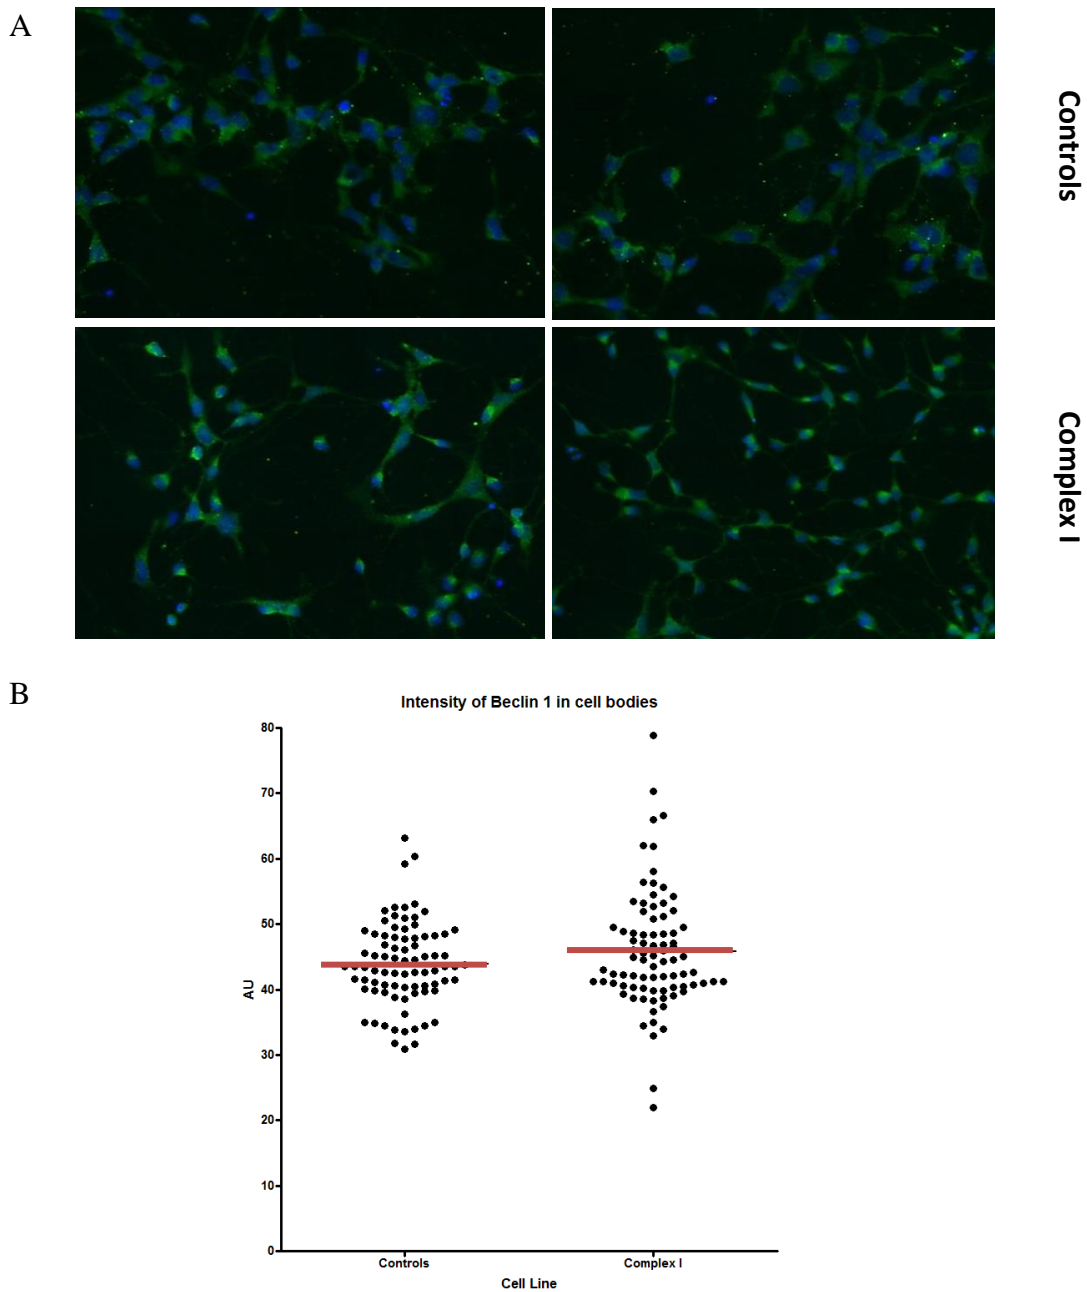 A
Controls
Complex I
B
Intensity of Beclin 1 in cell bodies
80
70
60
50
40
30
20
10
0
AU
Controls
Complex I
Cell Line